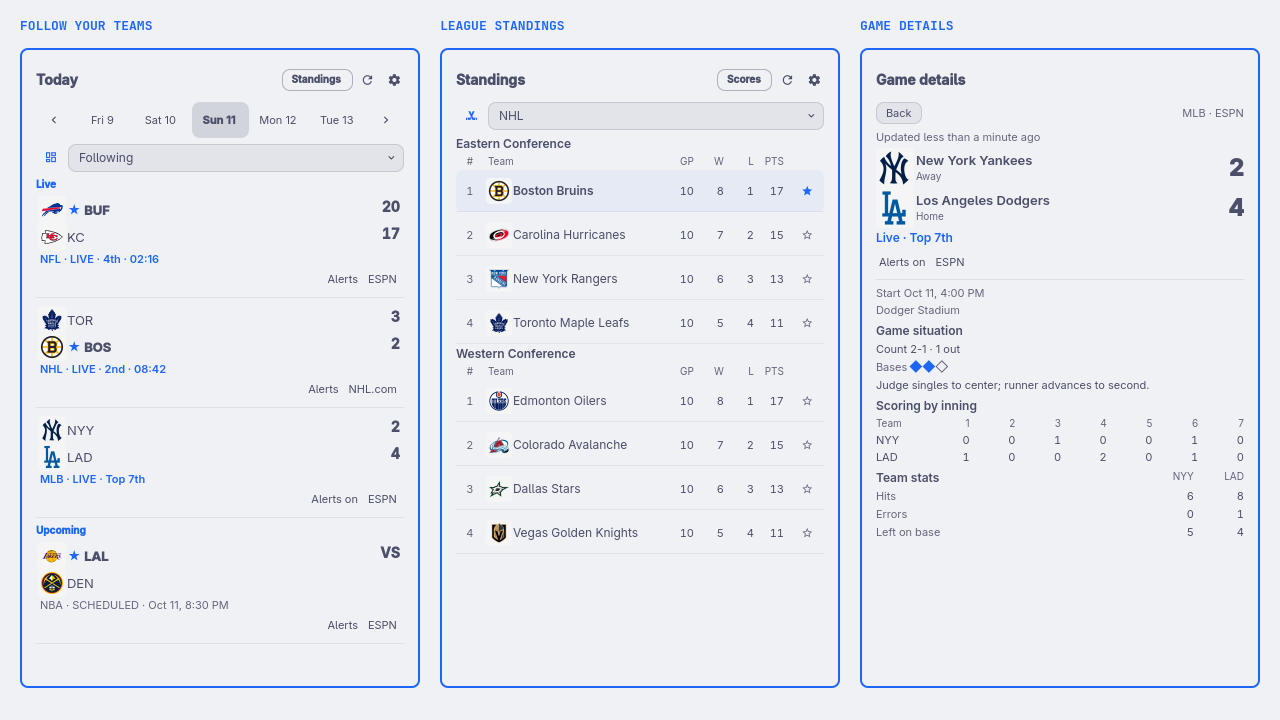 FOLLOW YOUR TEAMS
Today
Standings
Fri 9 Sat 10 Sun 11 Mon 12 Tue 13
Following
Live
BUF 20
KC 17
NFL · LIVE · 4th · 02:16
Alerts ESPN
TOR 3
BOS 2
NHL · LIVE · 2nd · 08:42
Alerts NHL.com
NYY 2
LAD 4
MLB · LIVE · Top 7th
Alerts on ESPN
Upcoming
LAL VS
DEN
NBA · SCHEDULED · Oct 11, 8:30 PM
Alerts ESPN
LEAGUE STANDINGS
Standings
Scores
NHL
Eastern Conference
# Team GP W L PTS
1 Boston Bruins 10 8 1 17
2 Carolina Hurricanes 10 7 2 15
3 New York Rangers 10 6 3 13
4 Toronto Maple Leafs 10 5 4 11
Western Conference
# Team GP W L PTS
1 Edmonton Oilers 10 8 1 17
2 Colorado Avalanche 10 7 2 15
3 Dallas Stars 10 6 3 13
4 Vegas Golden Knights 10 5 4 11
GAME DETAILS
Game details
Back MLB · ESPN
Updated less than a minute ago
New York Yankees 2
Away
Los Angeles Dodgers 4
Home
Live · Top 7th
Alerts on ESPN
Start Oct 11, 4:00 PM
Dodger Stadium
Game situation
Count 2-1 · 1 out
Bases
Judge singles to center; runner advances to second.
Scoring by inning
Team 1 2 3 4 5 6 7
NYY 0 0 1 0 0 1 0
LAD 1 0 0 2 0 1 0
Team stats NYY LAD
Hits 6 8
Errors 0 1
Left on base 5 4